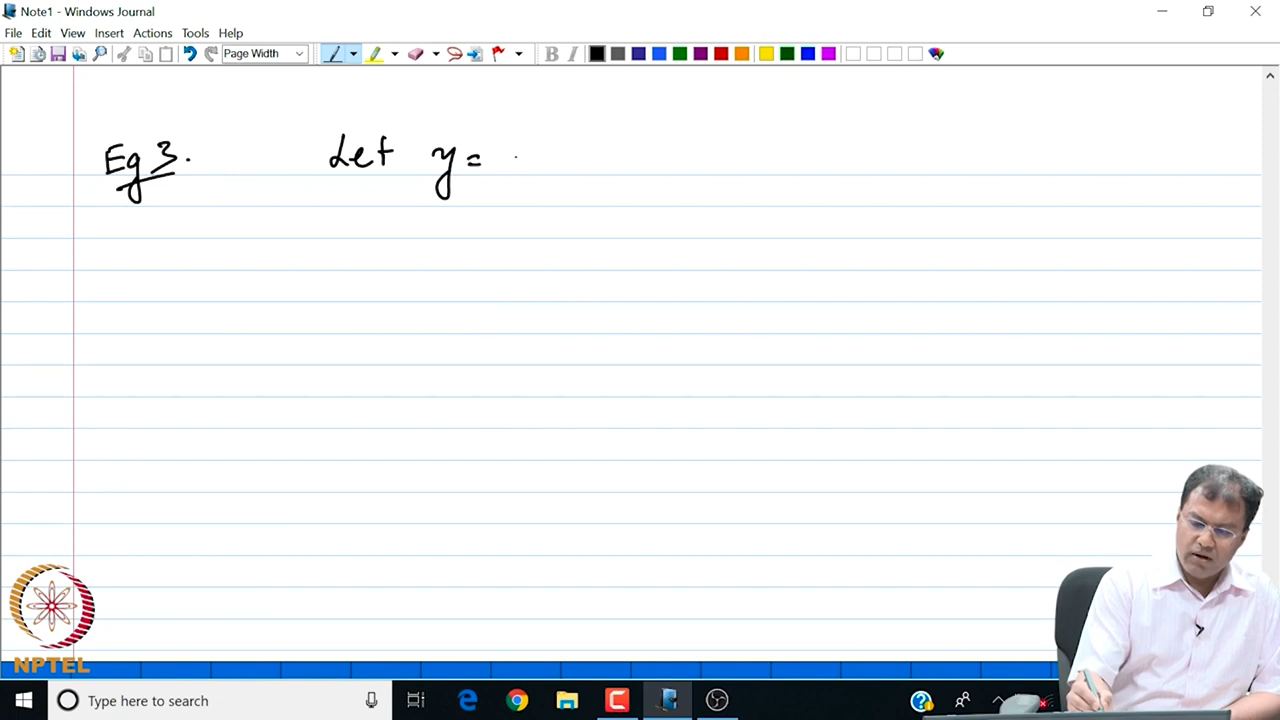 Note1 - Windows Journal
File Edit View Insert Actions Tools Help
Page Width
B I
Eg 3. Let y =
NPTEL
Type here to search